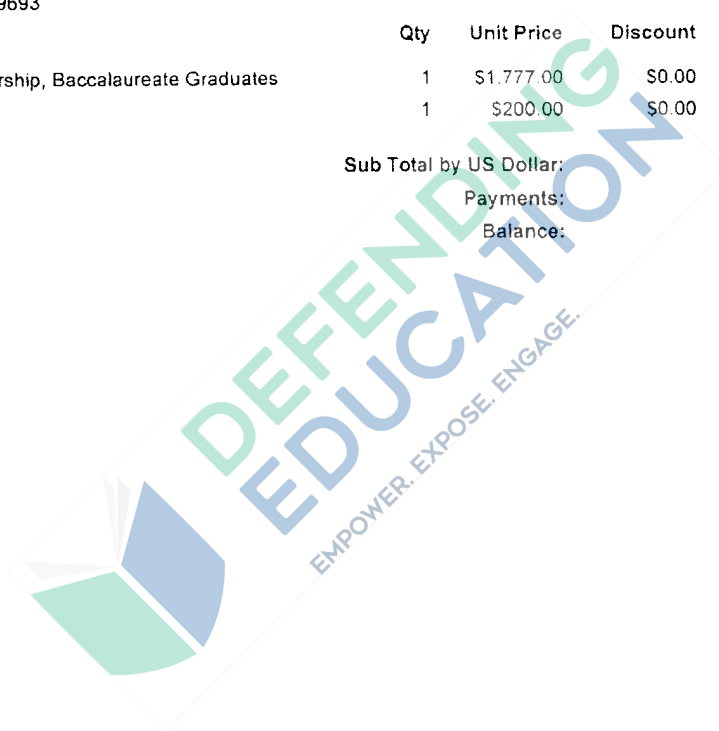 9693
Qty Unit Price Discount
rship, Baccalaureate Graduates 1 $1,777.00 $0.00
1 $200.00 $0.00
Sub Total by US Dollar:
Payments:
Balance:
DEFENDING
EDUCATION
EMPOWER. EXPOSE. ENGAGE.